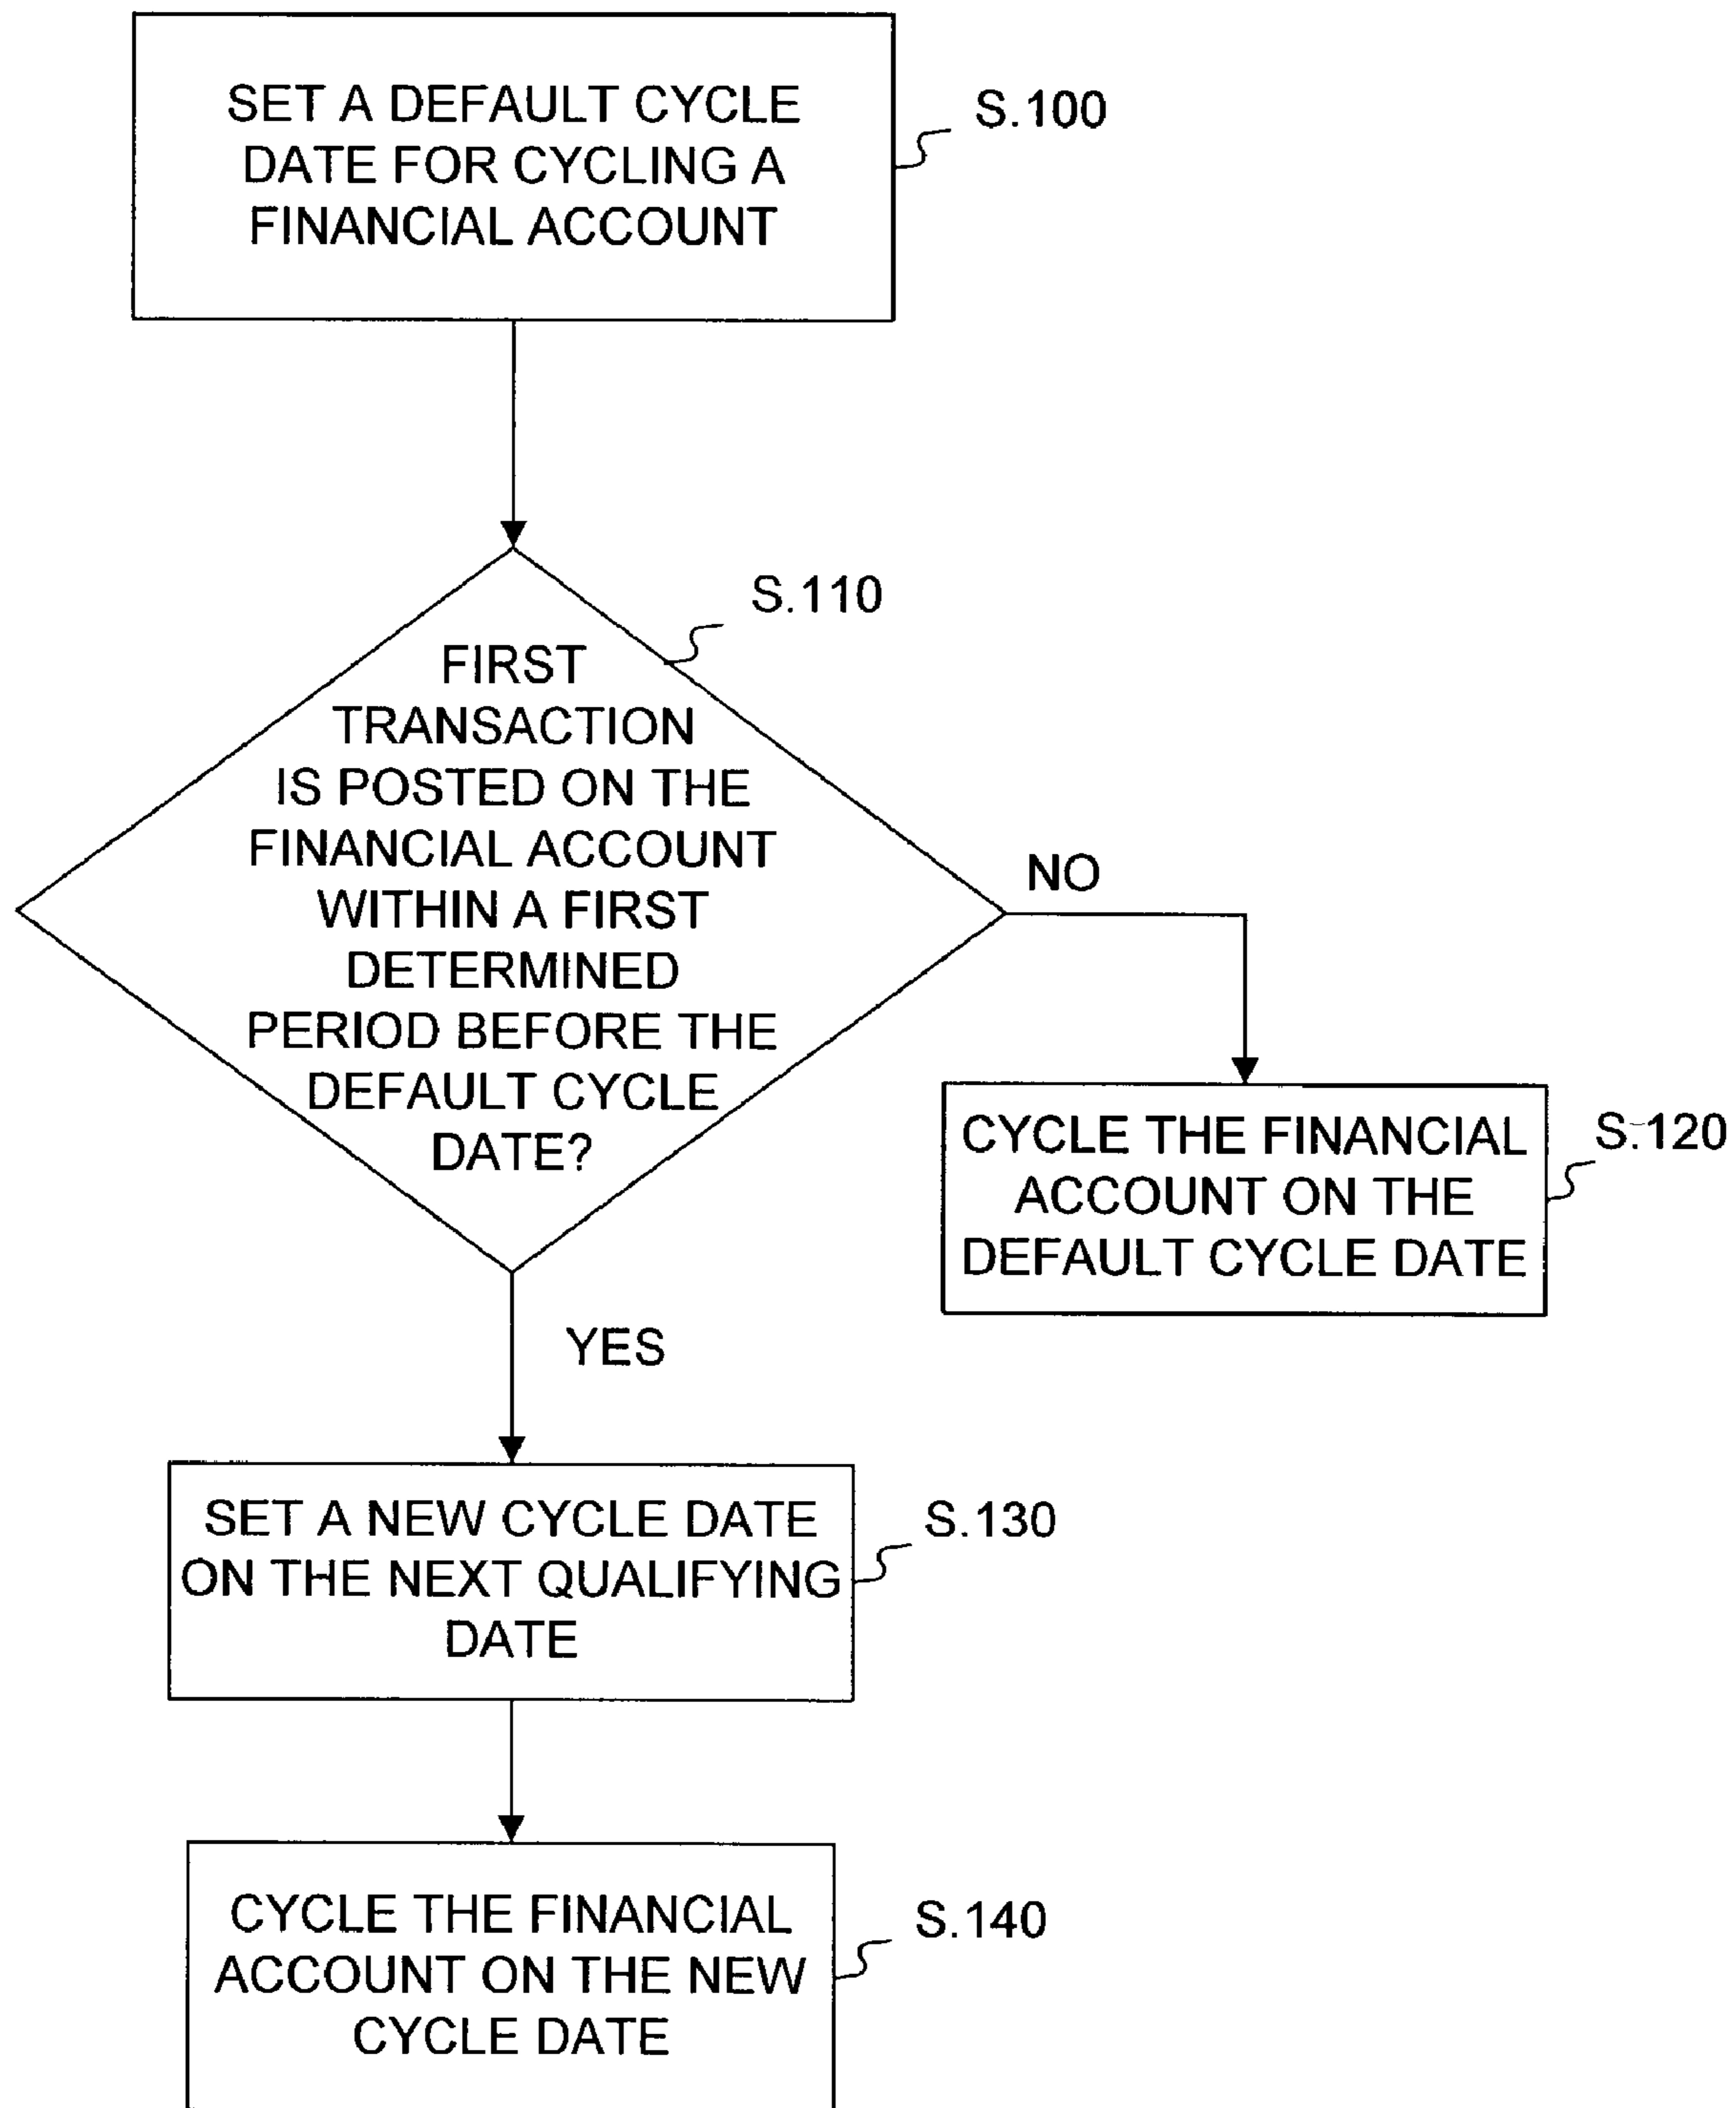 SET A DEFAULT CYCLE
DATE FOR CYCLING A
FINANCIAL ACCOUNT
S.100
S.110
FIRST
TRANSACTION
IS POSTED ON THE
FINANCIAL ACCOUNT
WITHIN A FIRST
DETERMINED
PERIOD BEFORE THE
DEFAULT CYCLE
DATE?
NO
CYCLE THE FINANCIAL
ACCOUNT ON THE
DEFAULT CYCLE DATE
S.120
YES
SET A NEW CYCLE DATE
ON THE NEXT QUALIFYING
DATE
S.130
CYCLE THE FINANCIAL
ACCOUNT ON THE NEW
CYCLE DATE
S.140